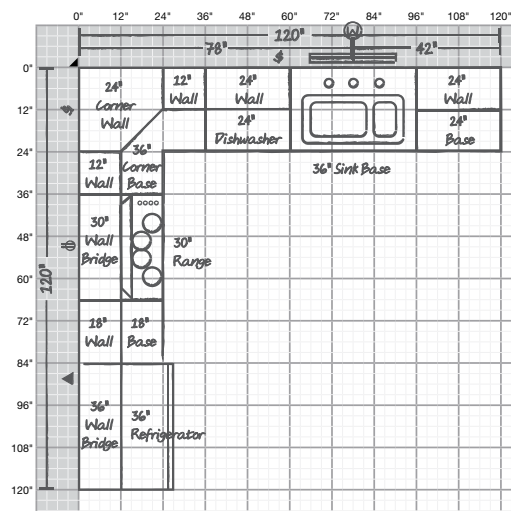 0" 12" 24" 36" 48" 60" 72" 84" 96" 108" 120"
120"
W
78" 42"
0"
24"
Corner
Wall
12"
Wall
24"
Wall
24"
Wall
12"
24"
Dishwasher
24"
Base
24"
36"
Corner
Base
12"
Wall
36" Sink Base
36"
30"
Wall
Bridge
30"
Range
48"
60"
120"
72"
18"
Wall
18"
Base
84"
96"
36"
Wall
Bridge
36"
Refrigerator
108"
120"